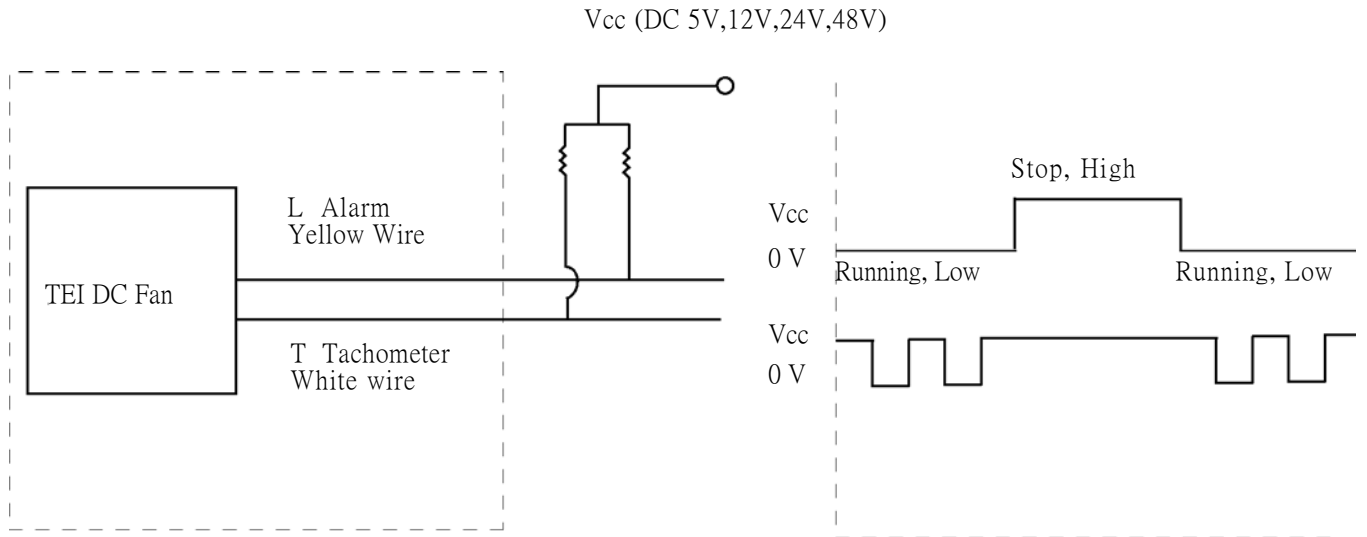 Vcc (DC 5V,12V,24V,48V)
L Alarm
Yellow Wire
TEI DC Fan
T Tachometer
White wire
Stop, High
Vcc
0 V
Running, Low
Running, Low
Vcc
0 V